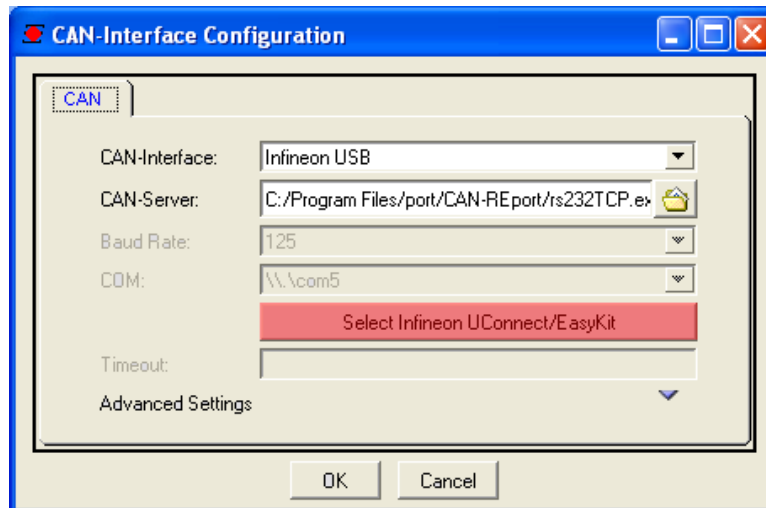 CAN-Interface Configuration
CAN
CAN-Interface: Infineon USB
CAN-Server: C:/Program Files/port/CAN-REport/rs232TCP.ex
Baud Rate: 125
COM: \\.\com5
Select Infineon UConnect/EasyKit
Timeout:
Advanced Settings
OK Cancel